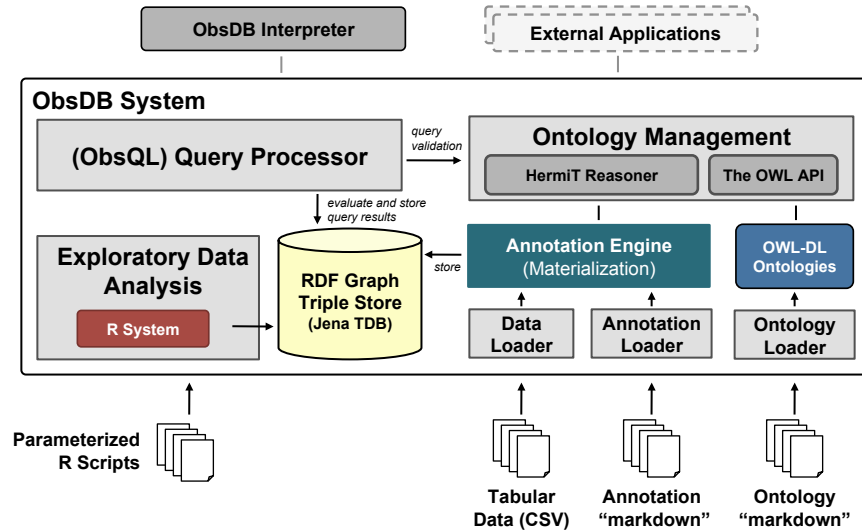 ObsDB Interpreter
External Applications
ObsDB System
(ObsQL) Query Processor
query
validation
Ontology Management
HermiT Reasoner
The OWL API
evaluate and store
query results
Exploratory Data
Analysis
R System
RDF Graph
Triple Store
(Jena TDB)
store
Annotation Engine
(Materialization)
OWL-DL
Ontologies
Data
Loader
Annotation
Loader
Ontology
Loader
Parameterized
R Scripts
Tabular
Data (CSV)
Annotation
“markdown”
Ontology
“markdown”